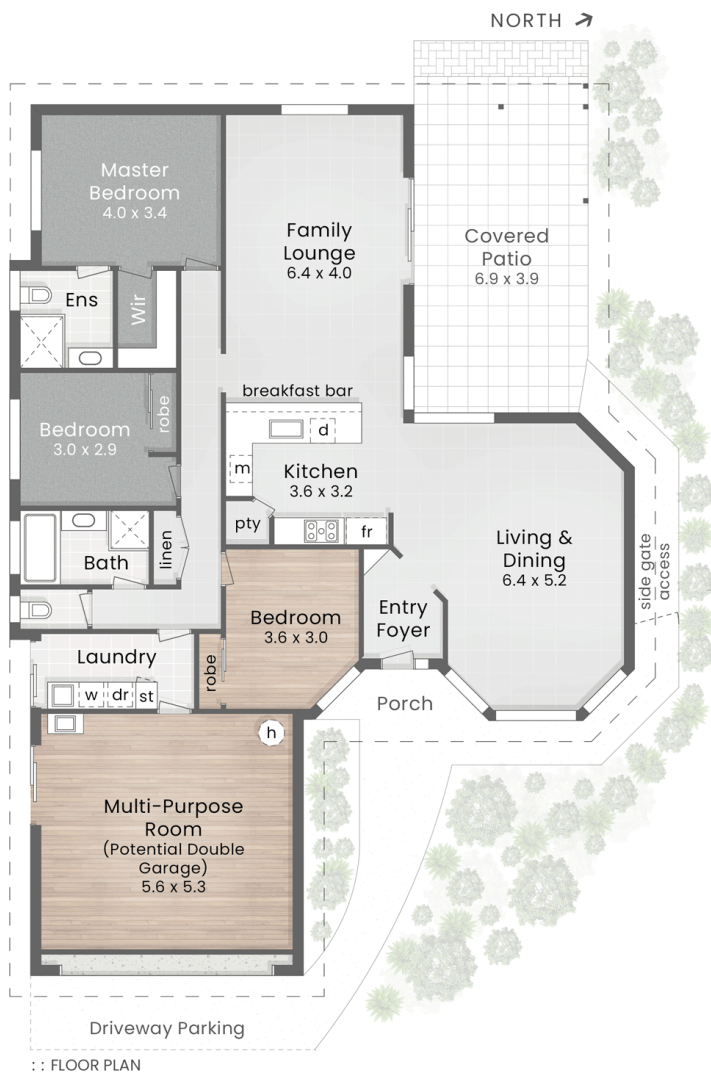 NORTH
Master
Bedroom
4.0 x 3.4
Family
Lounge
6.4 x 4.0
Covered
Patio
6.9 x 3.9
Ens
Wir
breakfast bar
robe
Bedroom
3.0 x 2.9
d
m
Kitchen
3.6 x 3.2
pty
fr
linen
Bath
Living &
Dining
6.4 x 5.2
side gate
access
Bedroom
3.6 x 3.0
Entry
Foyer
Laundry
robe
w
dr
st
Porch
h
Multi-Purpose
Room
(Potential Double
Garage)
5.6 x 5.3
Driveway Parking
:: FLOOR PLAN